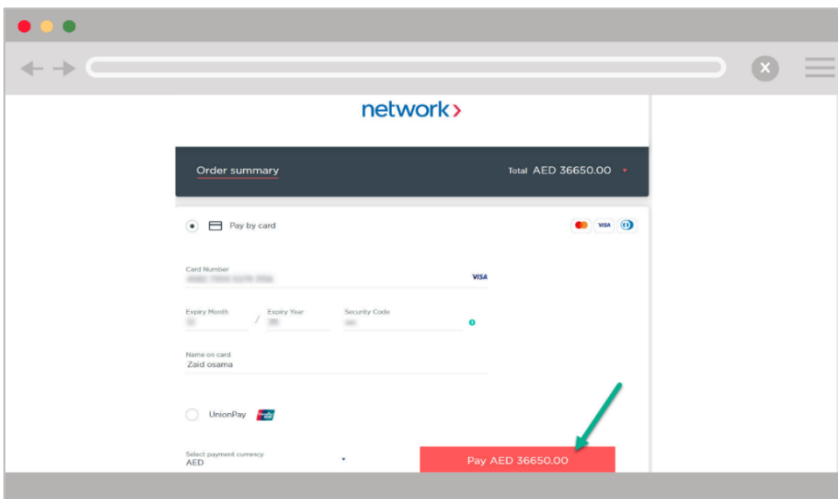 network>
Order summary Total AED 36650.00
Pay by card VISA
Card Number
VISA
Expiry Month / Expiry Year Security Code
Name on card
Zaid osama
UnionPay
Select payment currency
AED
Pay AED 36650.00